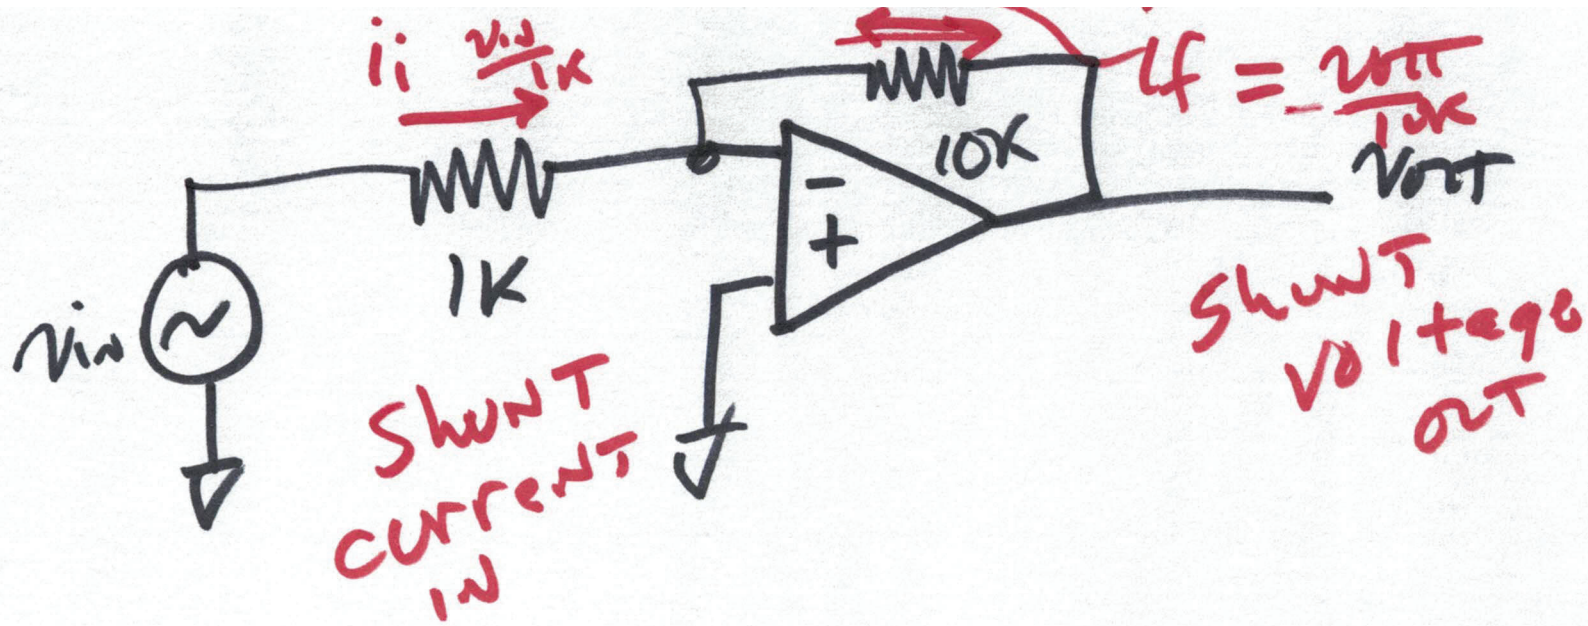 ii vin/1K
if = - vout/10K
10K
vout
-
+
1K
vin
~
ShunT
current
IN
ShunT
Voltage
out